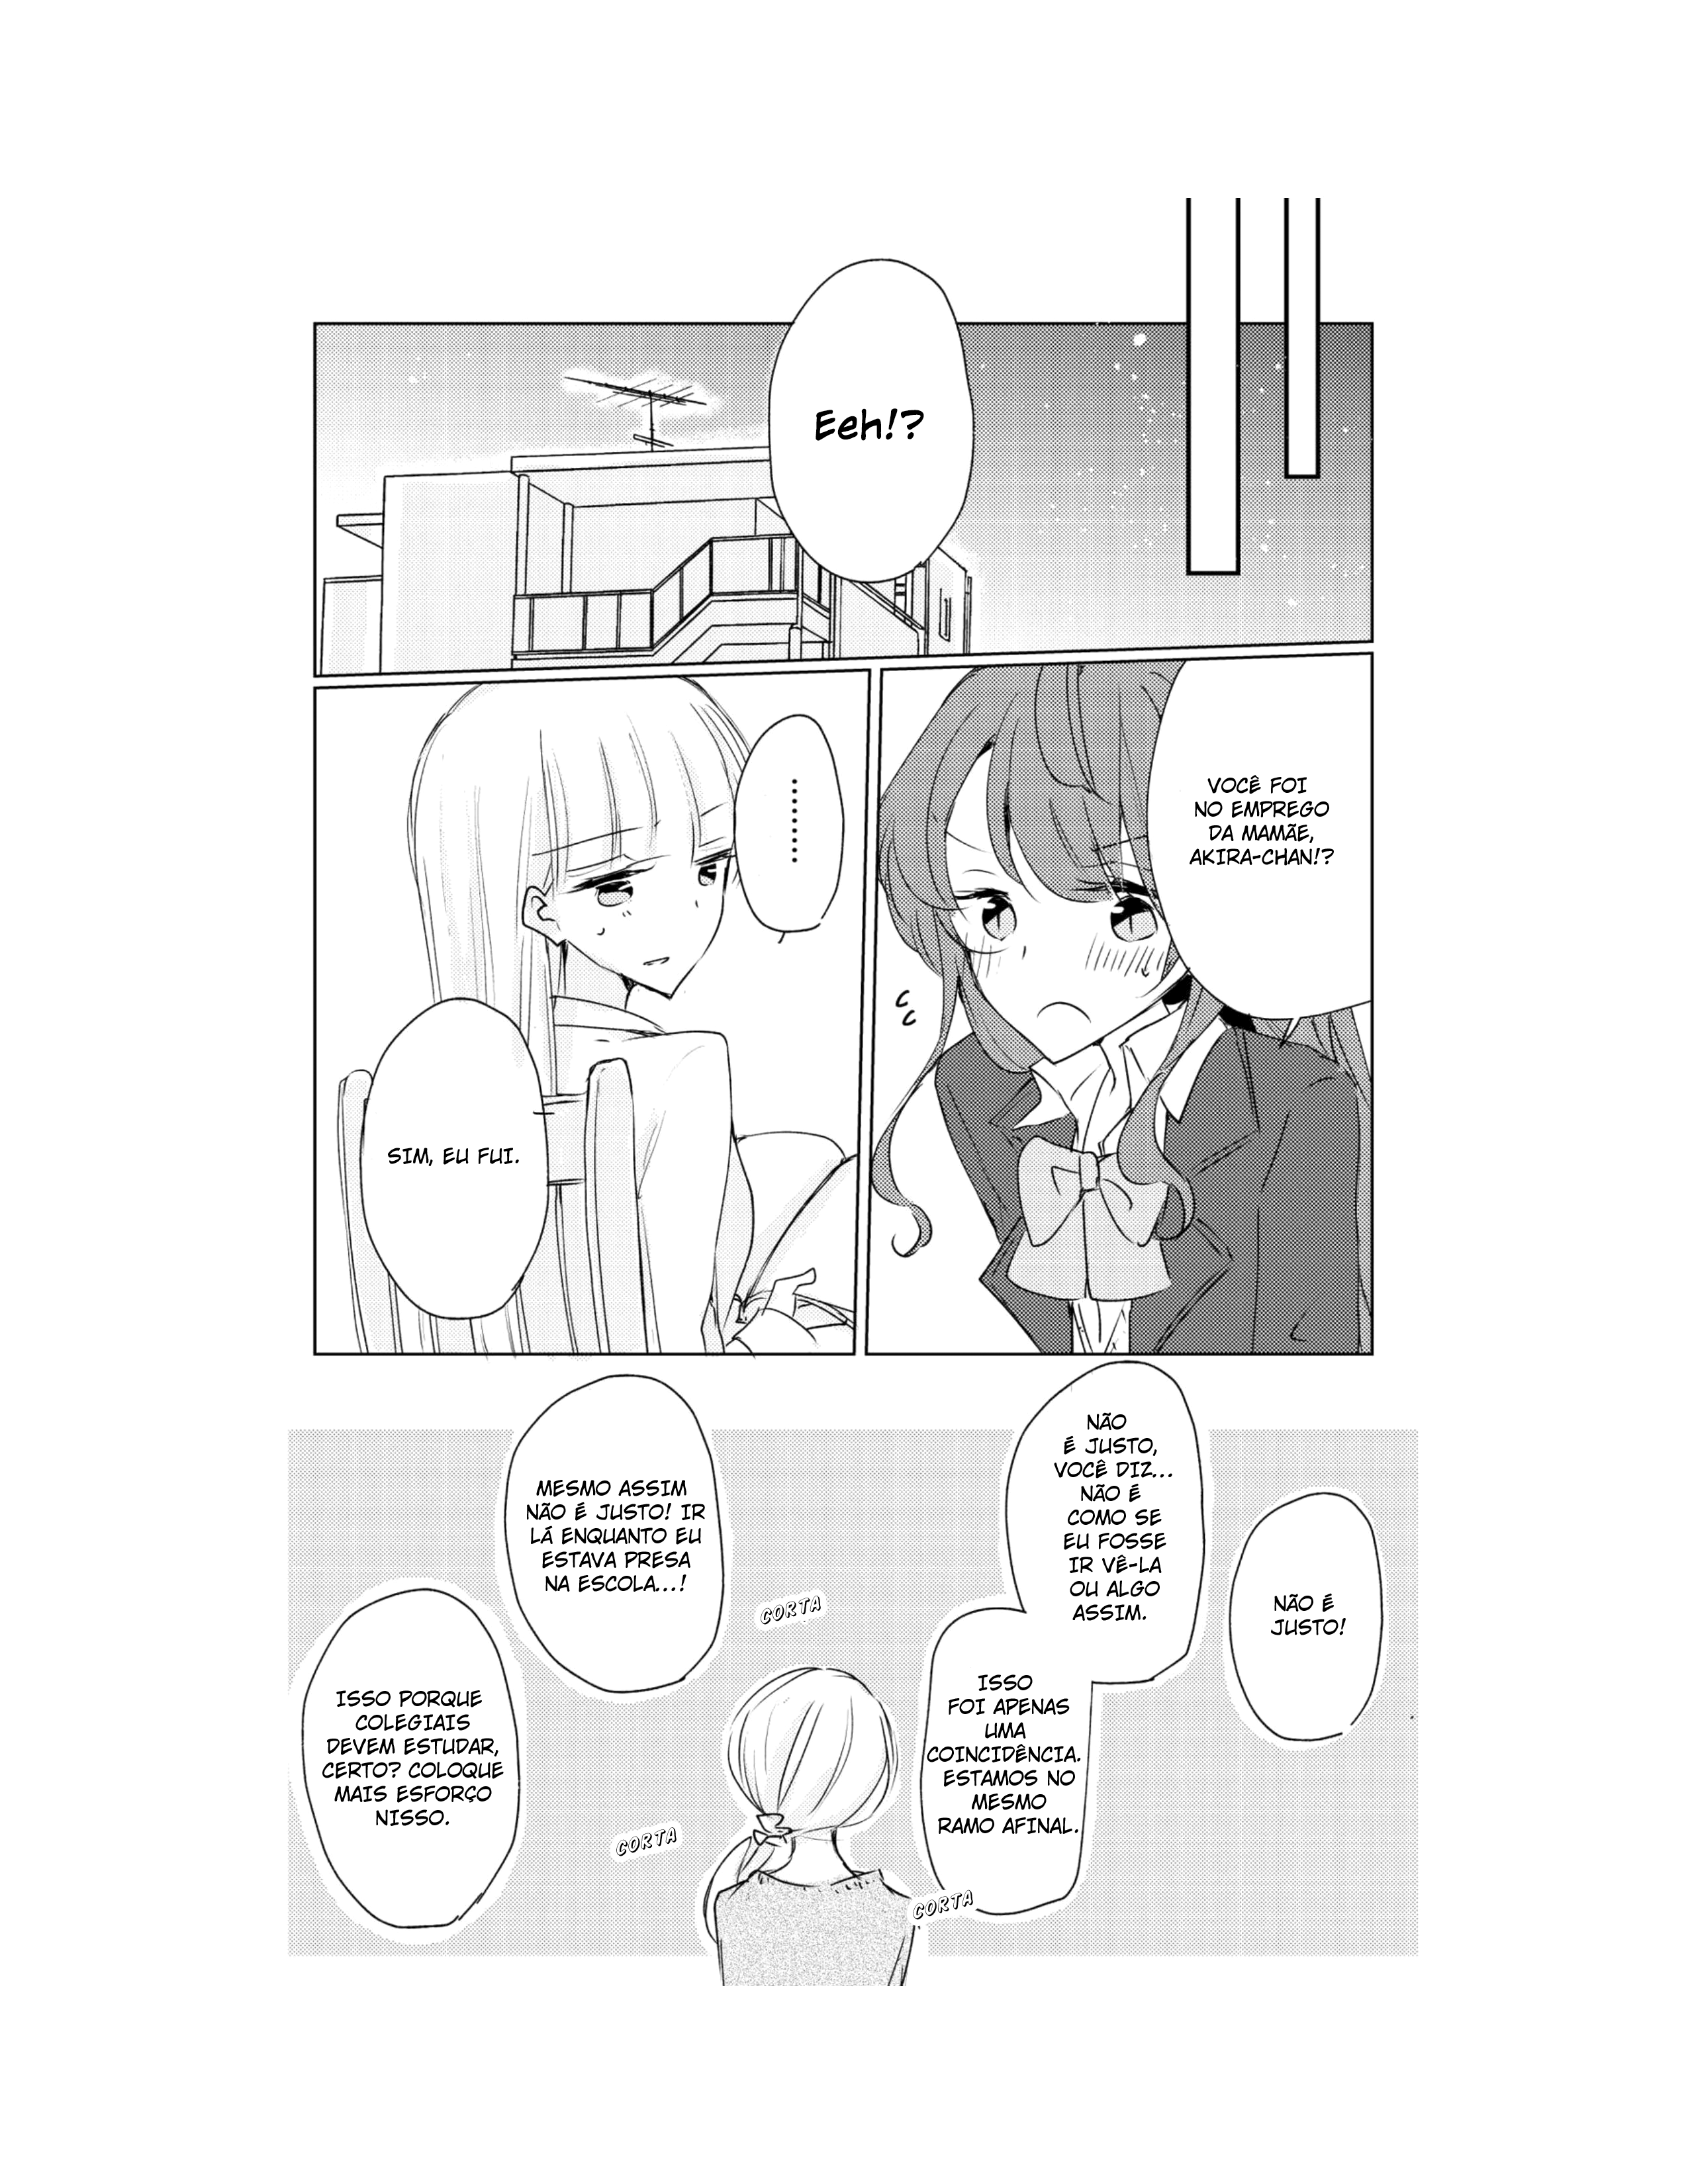 Eeh!?
VOCÊ FOI
NO EMPREGO
DA MAMÃE,
AKIRA-CHAN!?
........
SIM, EU FUI.
NÃO É
JUSTO!
NÃO
É JUSTO,
VOCÊ DIZ...
NÃO É
COMO SE
EU FOSSE
IR VÊ-LA
OU ALGO
ASSIM.
ISSO
FOI APENAS
UMA
COINCIDÊNCIA.
ESTAMOS NO
MESMO
RAMO AFINAL.
CORTA
MESMO ASSIM
NÃO É JUSTO! IR
LÁ ENQUANTO EU
ESTAVA PRESA
NA ESCOLA...!
CORTA
CORTA
ISSO PORQUE
COLEGIAIS
DEVEM ESTUDAR,
CERTO? COLOQUE
MAIS ESFORÇO
NISSO.